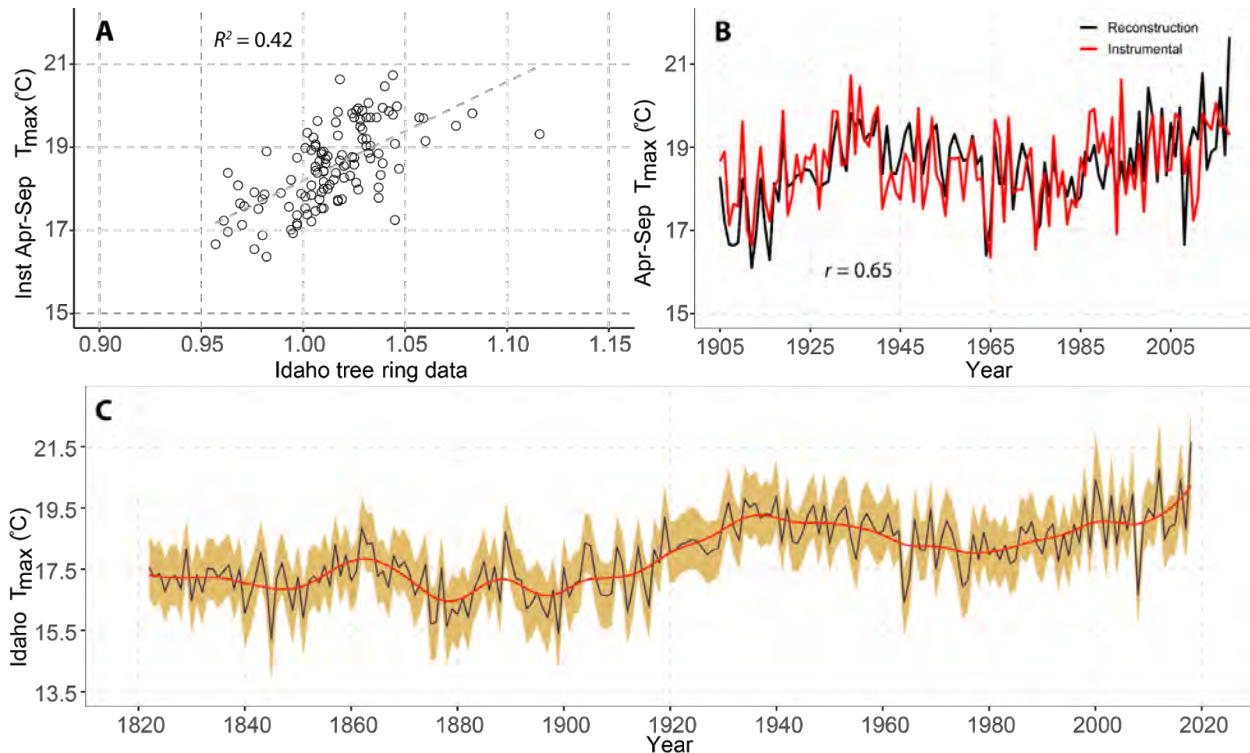 A
R² = 0.42
21
19
17
15
Inst Apr-Sep Tmax (°C)
0.90
0.95
1.00
1.05
1.10
1.15
Idaho tree ring data
B
Reconstruction
Instrumental
21
19
17
15
Apr-Sep Tmax (°C)
r = 0.65
1905
1925
1945
1965
1985
2005
Year
C
21.5
19.5
17.5
15.5
13.5
Idaho Tmax (°C)
1820
1840
1860
1880
1900
1920
1940
1960
1980
2000
2020
Year